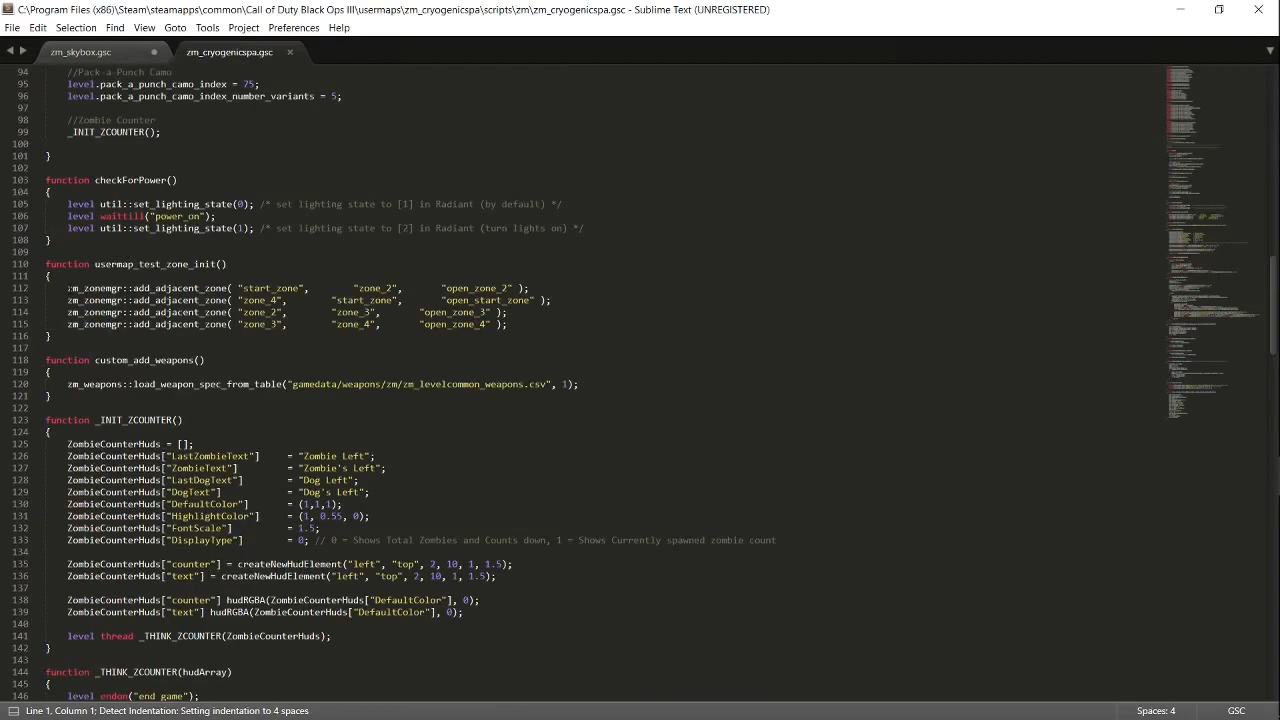 C:\Program Files (x86)\Steam\steamapps\common\Call of Duty Black Ops III\usermaps\zm_cryogenicspa\scripts\zm\zm_cryogenicspa.gsc - Sublime Text (UNREGISTERED)
File Edit Selection Find View Goto Tools Project Preferences Help
zm_skybox.gsc zm_cryogenicspa.gsc
94 //Pack-a-Punch Camo
95 level.pack_a_punch_camo_index = 75;
96 level.pack_a_punch_camo_index_number_variants = 5;
97
98 //Zombie Counter
99 _INIT_ZCOUNTER();
100
101 }
102
103 function checkForPower()
104 {
105 level util::set_lighting_state(0); /* set lighting state to [1] in Radiant (by default) */
106 level waittill("power_on");
107 level util::set_lighting_state(1); /* set lighting state to [2] in Radiant (turn lights on) */
108 }
109
110 function usermap_test_zone_init()
111 {
112 zm_zonemgr::add_adjacent_zone( "start_zone", "zone_2", "open_zone_2" );
113 zm_zonemgr::add_adjacent_zone( "zone_4", "start_zone", "open_start_zone" );
114 zm_zonemgr::add_adjacent_zone( "zone_2", "zone_3", "open_zone_3" );
115 zm_zonemgr::add_adjacent_zone( "zone_3", "zone_4", "open_zone_4" );
116 }
117
118 function custom_add_weapons()
119 {
120 zm_weapons::load_weapon_spec_from_table("gamedata/weapons/zm/zm_levelcommon_weapons.csv", 1);
121 }
122
123 function _INIT_ZCOUNTER()
124 {
125 ZombieCounterHuds = [];
126 ZombieCounterHuds["LastZombieText"] = "Zombie Left";
127 ZombieCounterHuds["ZombieText"] = "Zombie's Left";
128 ZombieCounterHuds["LastDogText"] = "Dog Left";
129 ZombieCounterHuds["DogText"] = "Dog's Left";
130 ZombieCounterHuds["DefaultColor"] = (1,1,1);
131 ZombieCounterHuds["HighlightColor"] = (1, 0.55, 0);
132 ZombieCounterHuds["FontScale"] = 1.5;
133 ZombieCounterHuds["DisplayType"] = 0; // 0 = Shows Total Zombies and Counts down, 1 = Shows Currently spawned zombie count
134
135 ZombieCounterHuds["counter"] = createNewHudElement("left", "top", 2, 10, 1, 1.5);
136 ZombieCounterHuds["text"] = createNewHudElement("left", "top", 2, 10, 1, 1.5);
137
138 ZombieCounterHuds["counter"] hudRGBA(ZombieCounterHuds["DefaultColor"], 0);
139 ZombieCounterHuds["text"] hudRGBA(ZombieCounterHuds["DefaultColor"], 0);
140
141 level thread _THINK_ZCOUNTER(ZombieCounterHuds);
142 }
143
144 function _THINK_ZCOUNTER(hudArray)
145 {
146 level endon("end_game");
Line 1, Column 1; Detect Indentation: Setting indentation to 4 spaces Spaces: 4 GSC